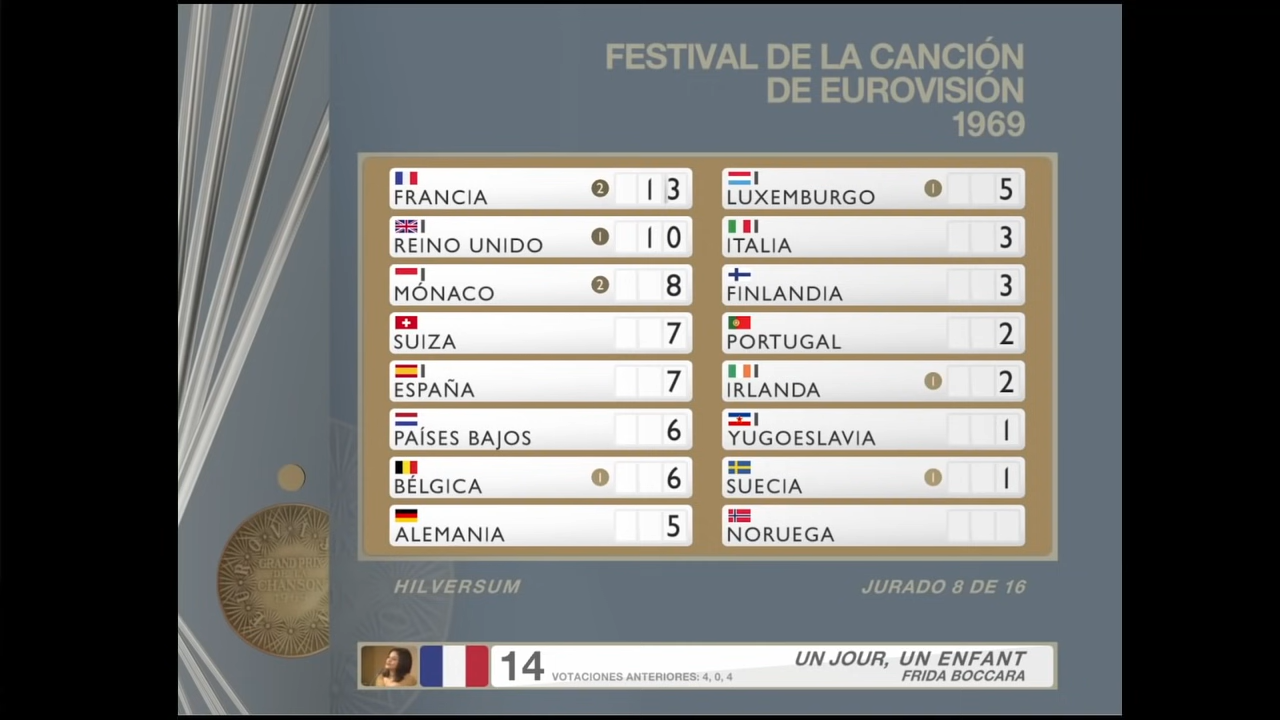 FESTIVAL DE LA CANCIÓN
DE EUROVISIÓN
1969
FRANCIA 2 13
REINO UNIDO 1 10
MÓNACO 2 8
SUIZA 7
ESPAÑA 7
PAÍSES BAJOS 6
BÉLGICA 1 6
ALEMANIA 5
LUXEMBURGO 1 5
ITALIA 3
FINLANDIA 3
PORTUGAL 2
IRLANDA 1 2
YUGOESLAVIA 1
SUECIA 1 1
NORUEGA
HILVERSUM
JURADO 8 DE 16
GRAND PRIX
CHANSON
14 VOTACIONES ANTERIORES: 4, 0, 4
UN JOUR, UN ENFANT
FRIDA BOCCARA